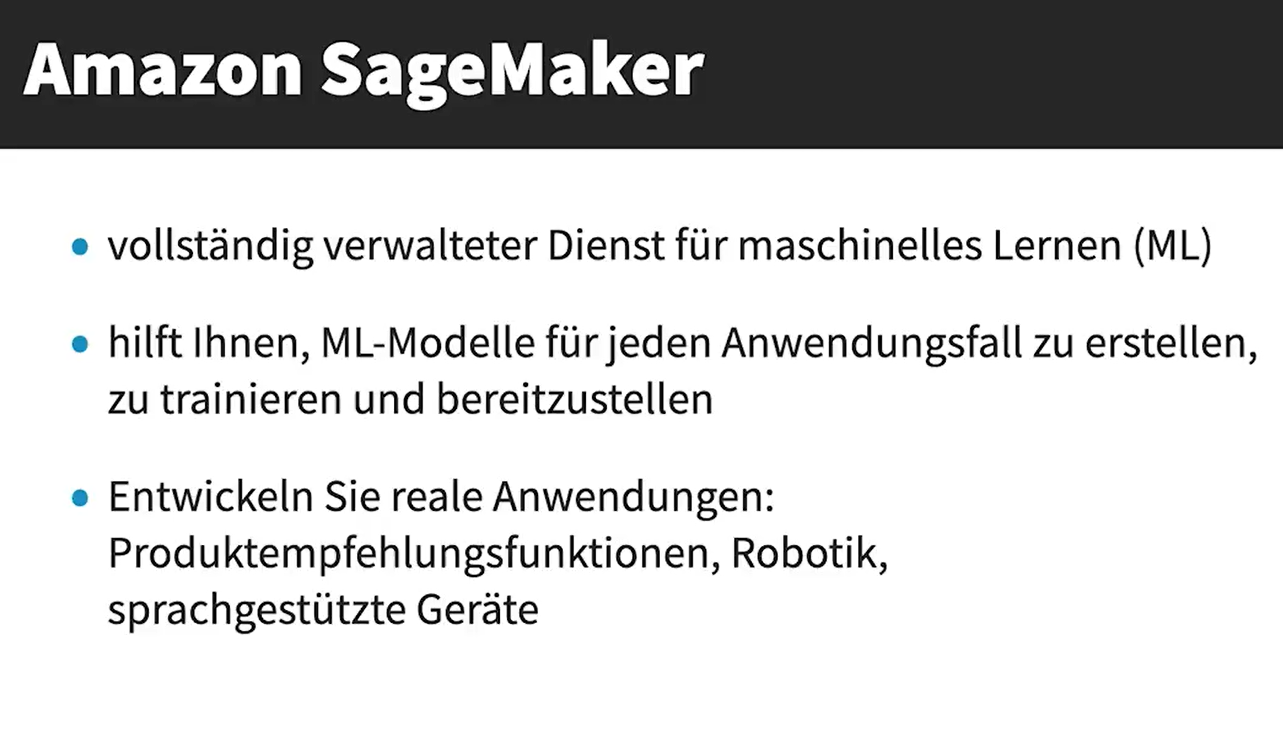 Amazon SageMaker
• vollständig verwalteter Dienst für maschinelles Lernen (ML)
• hilft Ihnen, ML-Modelle für jeden Anwendungsfall zu erstellen,
zu trainieren und bereitzustellen
• Entwickeln Sie reale Anwendungen:
Produktempfehlungsfunktionen, Robotik,
sprachgestützte Geräte